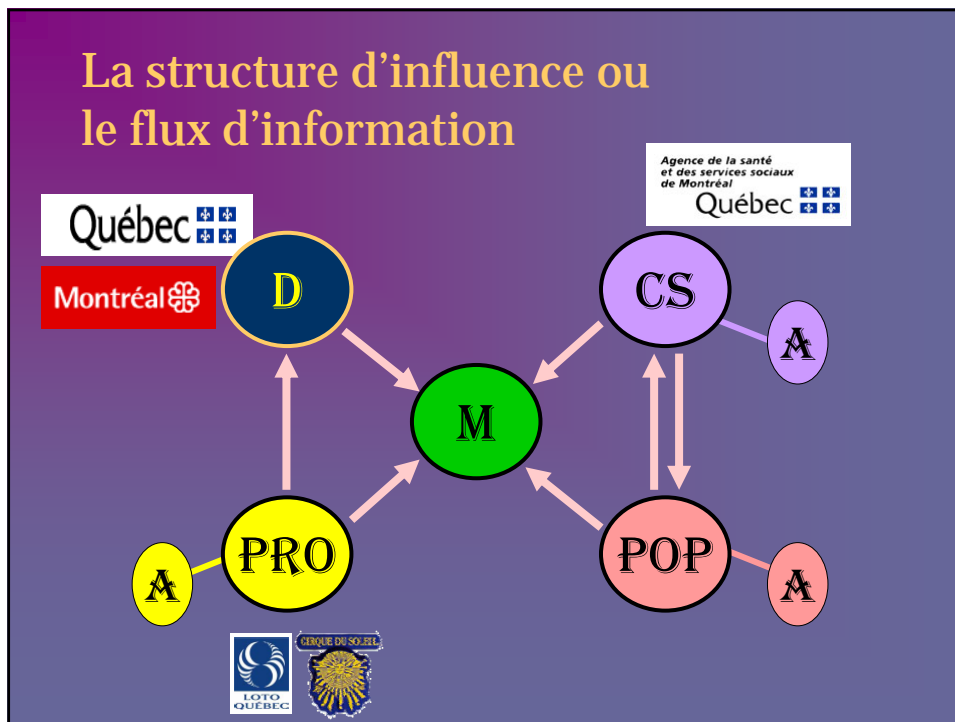 La structure d’influence ou
le flux d’information
Agence de la santé
et des services sociaux
de Montréal
Québec
Québec
Montréal
D
CS
A
M
PRO
A
POP
A
LOTO
QUÉBEC
CIRQUE DU SOLEIL